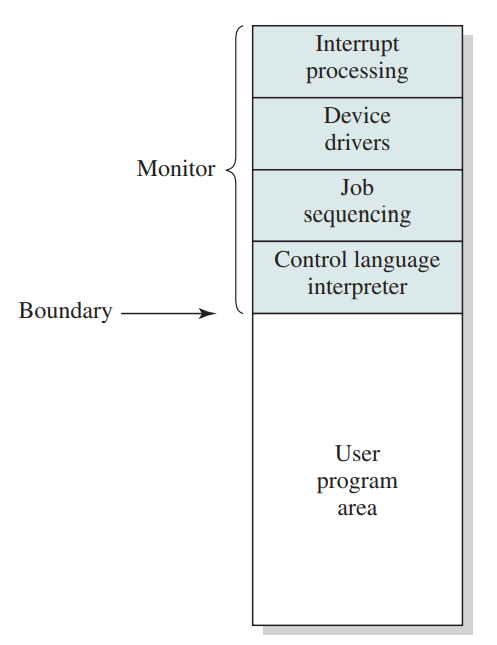 Interrupt
processing
Device
drivers
Monitor
Job
sequencing
Control language
interpreter
Boundary
User
program
area